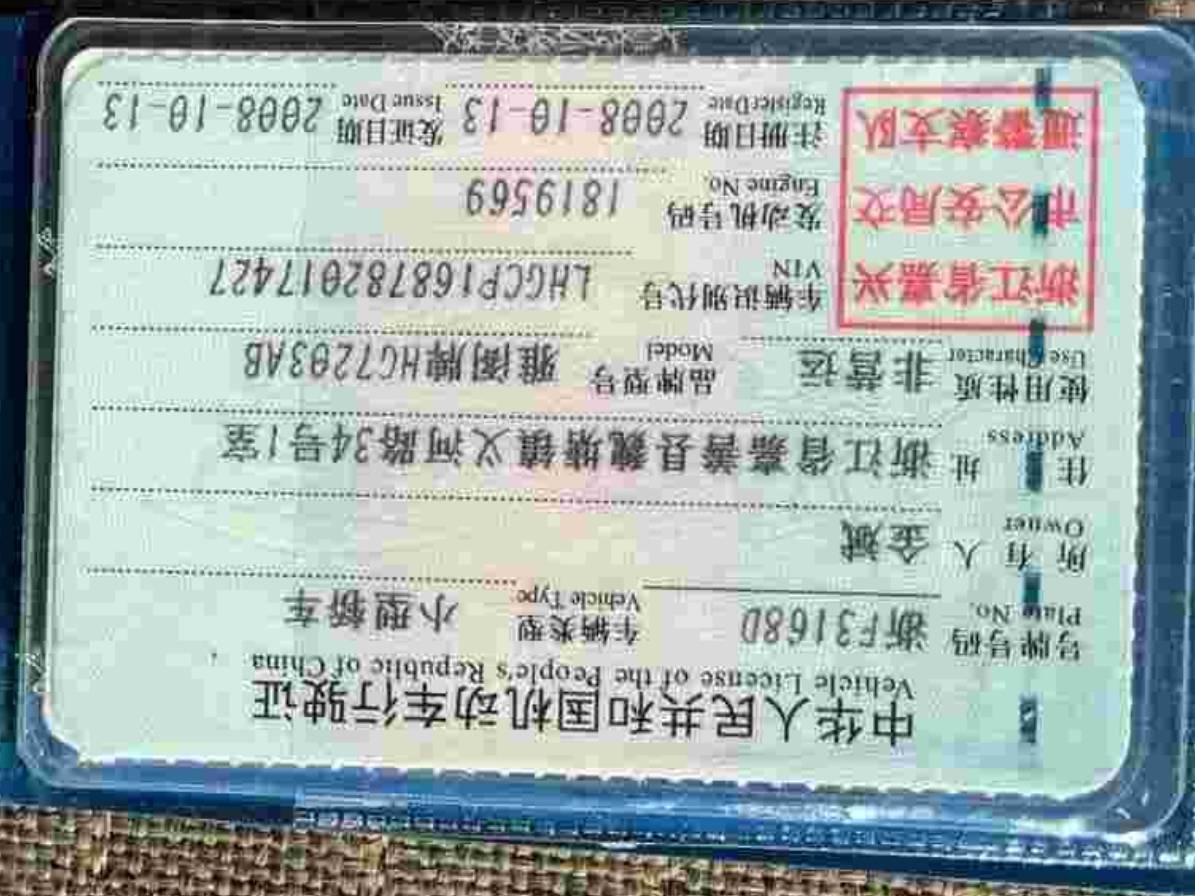 中华人民共和国机动车行驶证
Vehicle License of the People's Republic of China
号牌号码 浙F3168D 车辆类型 小型轿车
Plate No. Vehicle Type
所有人 金斌
Owner
住址 浙江省嘉善县魏塘镇义河路34号1室
Address
使用性质 非营运 品牌型号 雅阁牌HG7203AB
Use Character Model
浙江省嘉兴
市公安局交
通警察支队
车辆识别代号 LHGCP168782017427
VIN
发动机号码 1819569
Engine No.
注册日期 2008-10-13 发证日期 2008-10-13
Register Date Issue Date